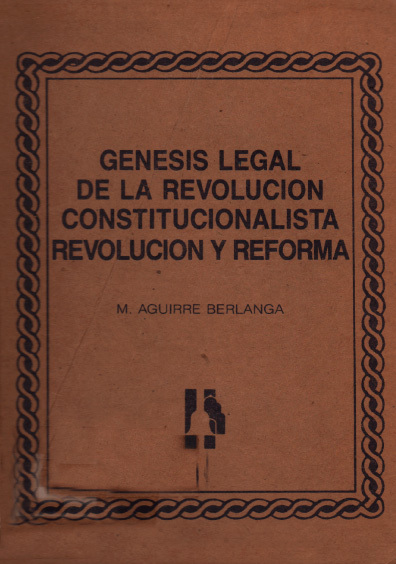 GENESIS LEGAL
DE LA REVOLUCION
CONSTITUCIONALISTA
REVOLUCION Y REFORMA
M. AGUIRRE BERLANGA